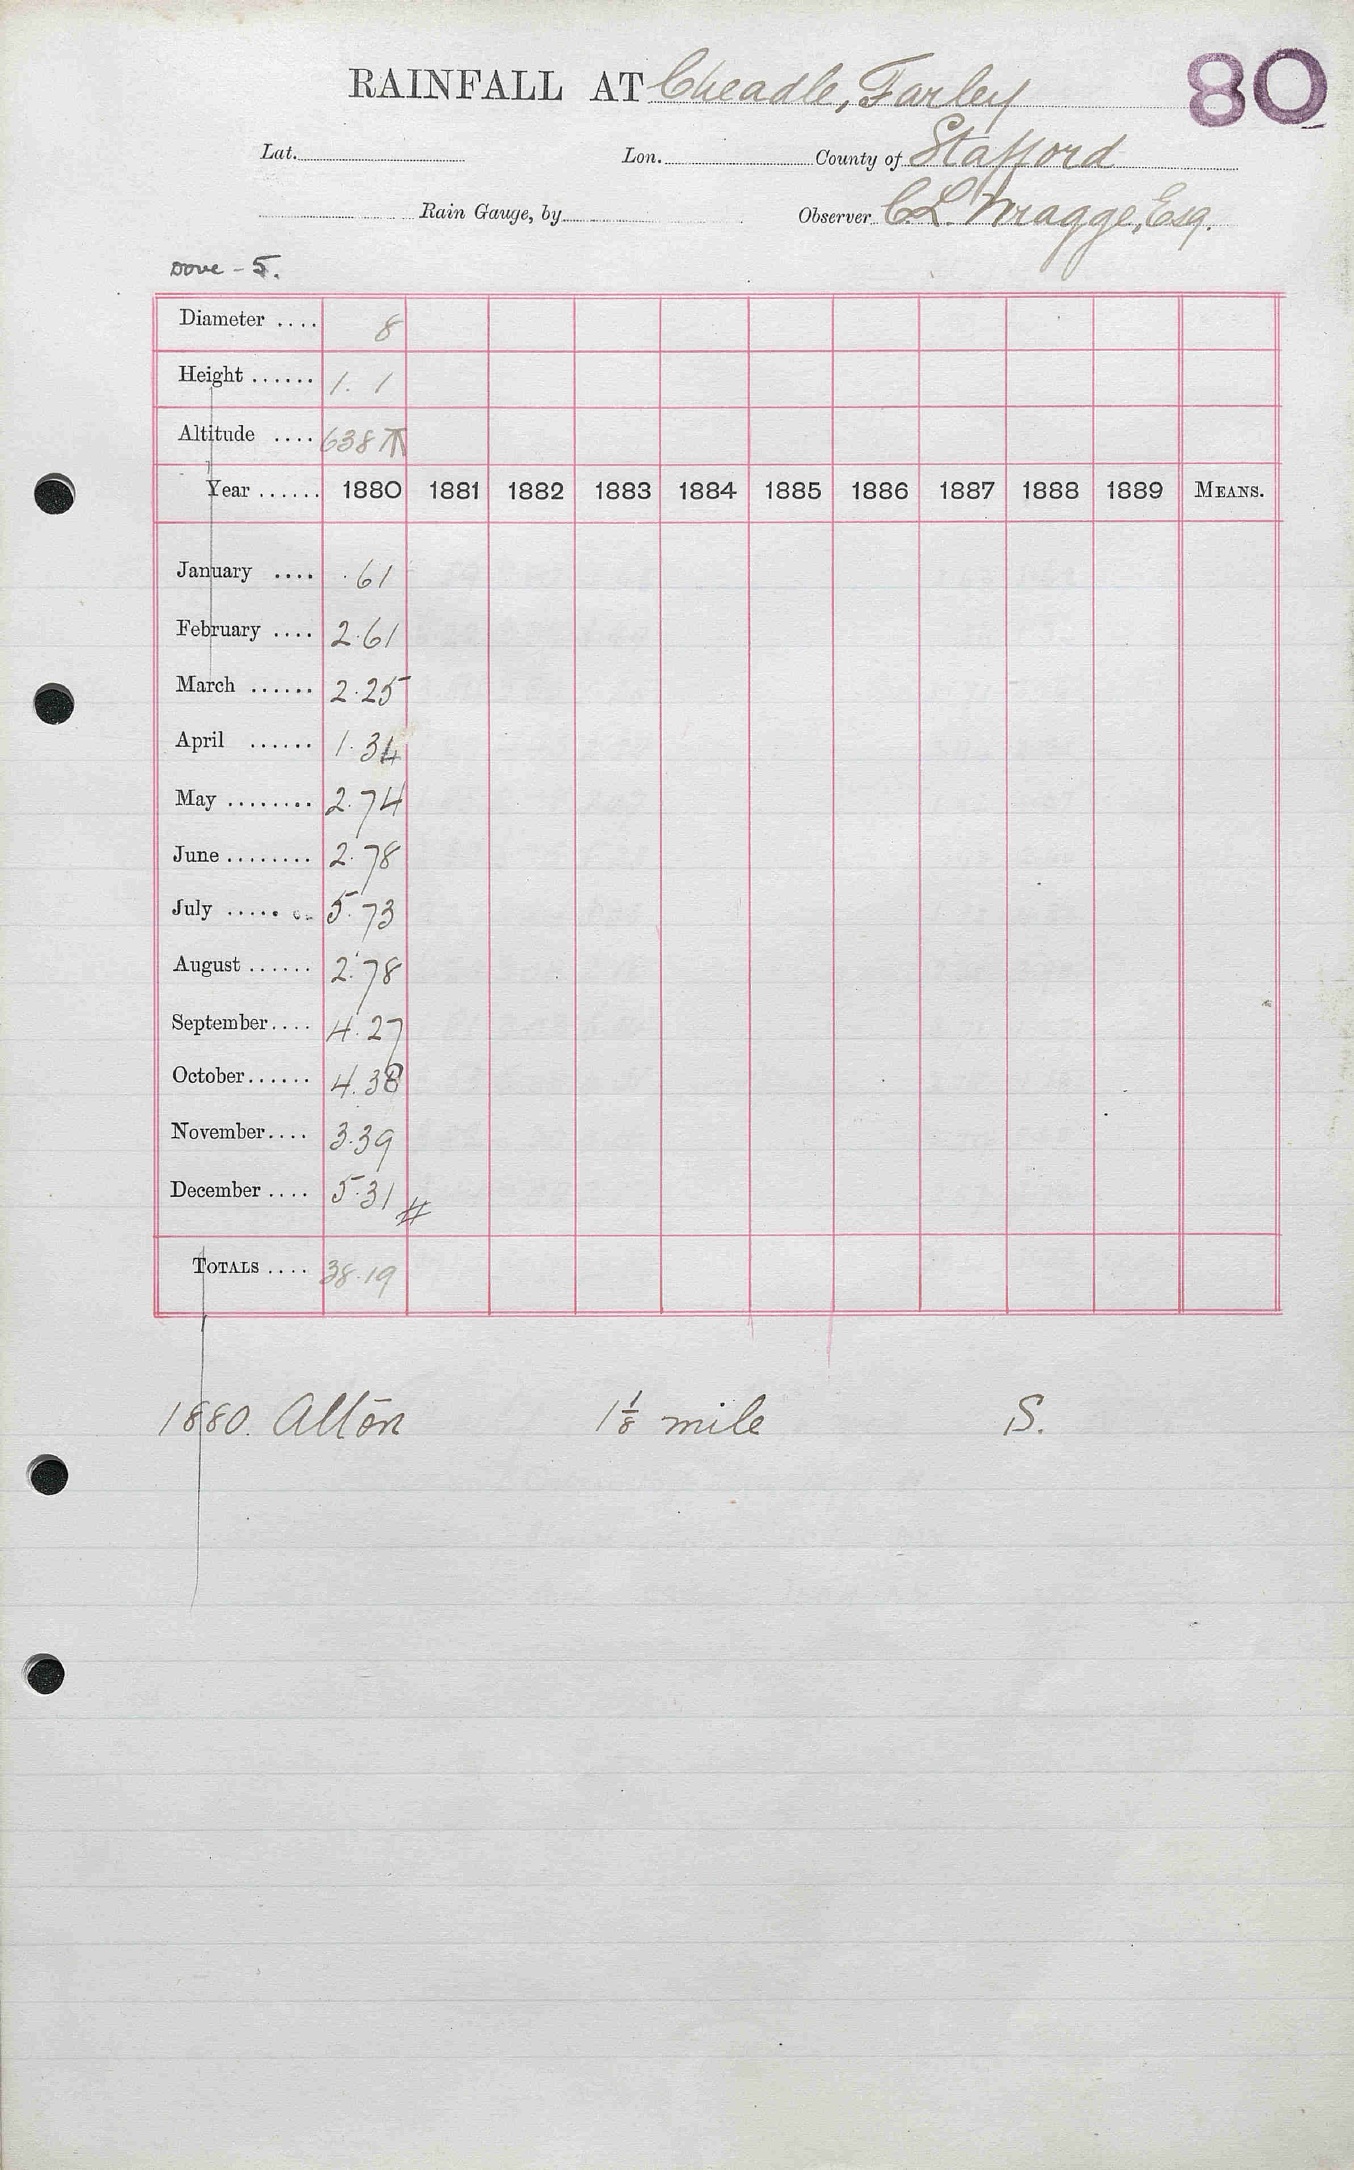 RAINFALL AT Cheadle, Farley 80
Lat. Lon. County of Stafford
Rain Gauge, by Observer C.L. Wragge, Esq.
Dove - 5.
Diameter .... 8
Height ...... 1. 1
Altitude .... 638 T
Year ...... 1880 1881 1882 1883 1884 1885 1886 1887 1888 1889 MEANS.
January .... .61
February .... 2.61
March ...... 2.25
April ...... 1.34
May ........ 2.74
June ........ 2.78
July ...... 5.73
August ...... 2.78
September.... 4.27
October...... 4.38
November.... 3.39
December .... 5.31 #
TOTALS .... 38.19
1880. Alton 1 1/8 mile S.